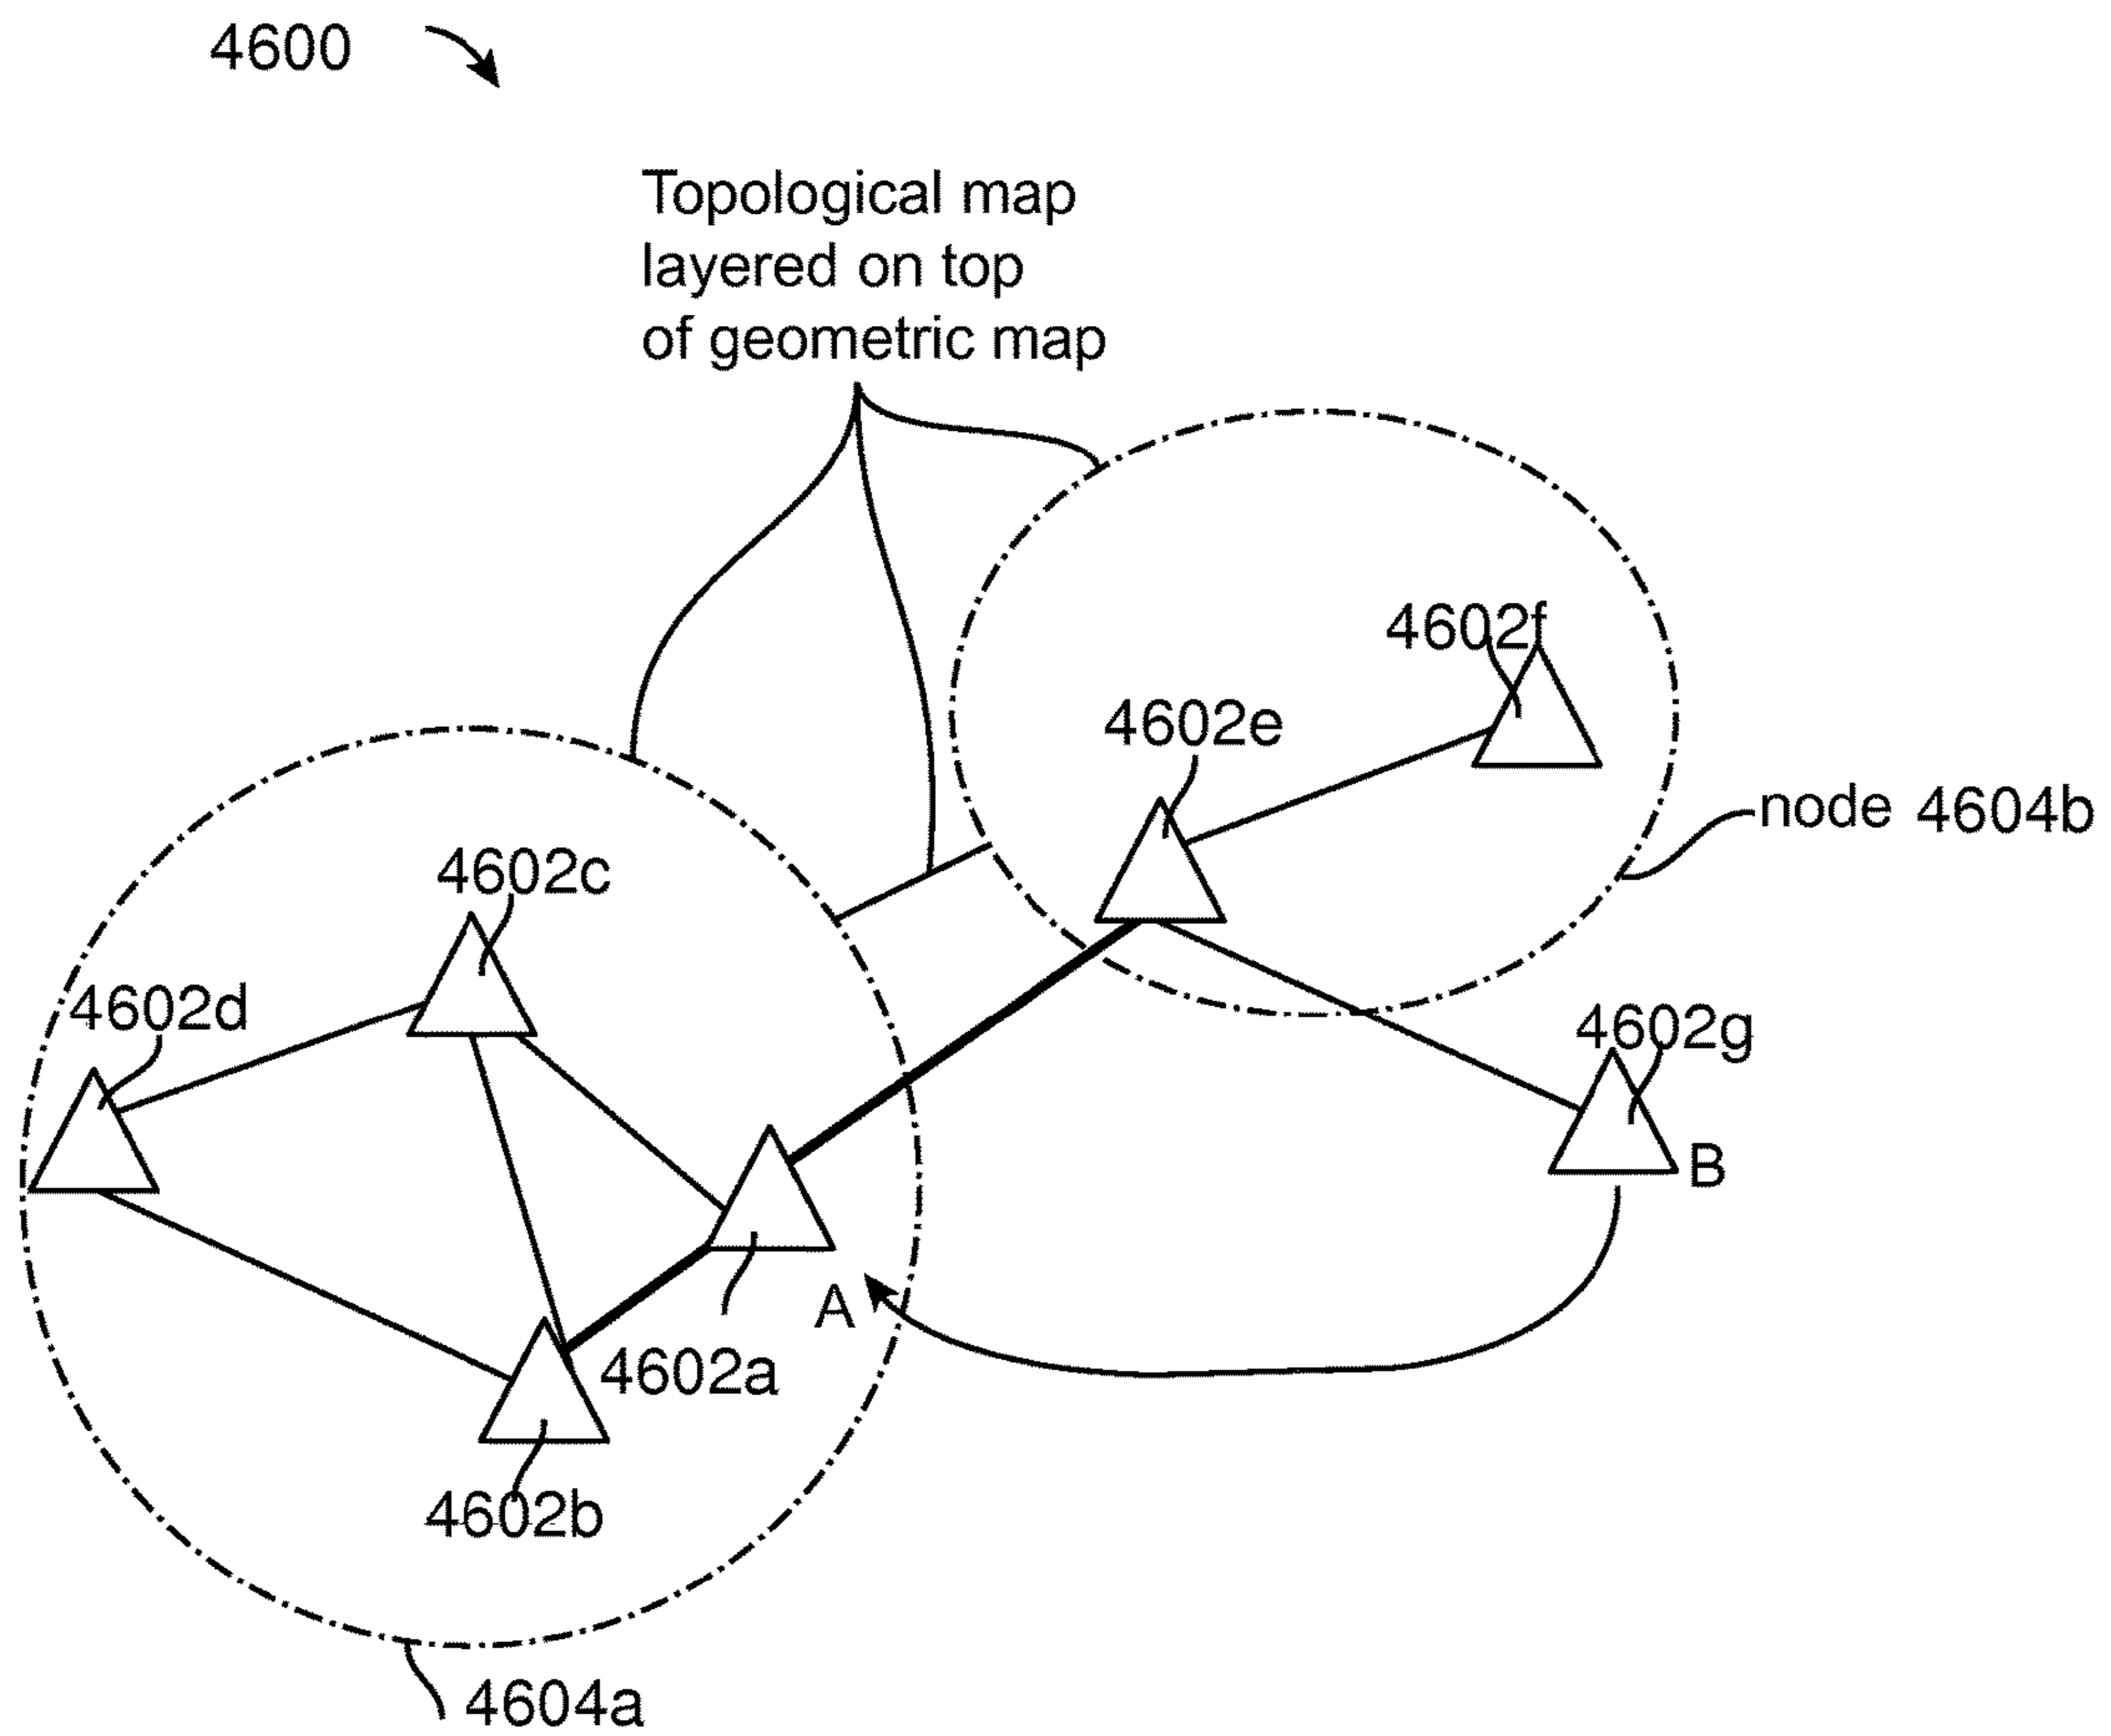 4600
Topological map
layered on top
of geometric map
4602f
4602e
node 4604b
4602c
4602d
4602g
B
A
4602a
4602b
4604a